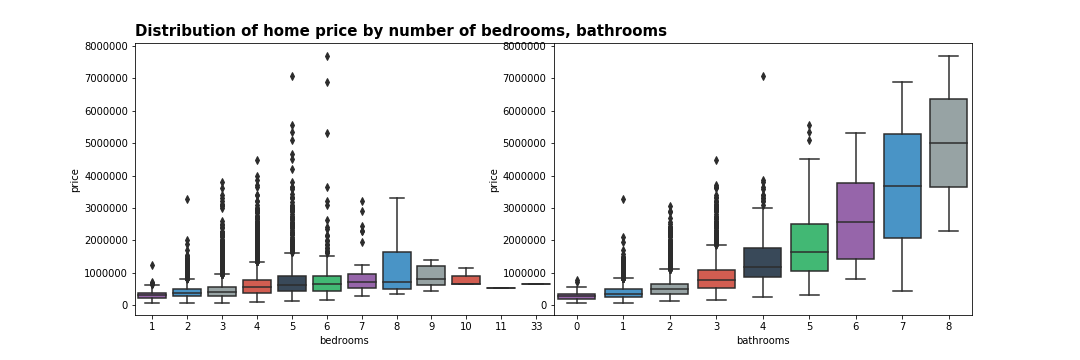 Distribution of home price by number of bedrooms, bathrooms
8000000
7000000
6000000
5000000
4000000
3000000
2000000
1000000
0
price
1 2 3 4 5 6 7 8 9 10 11 33
bedrooms
8000000
7000000
6000000
5000000
4000000
3000000
2000000
1000000
0
price
0 1 2 3 4 5 6 7 8
bathrooms